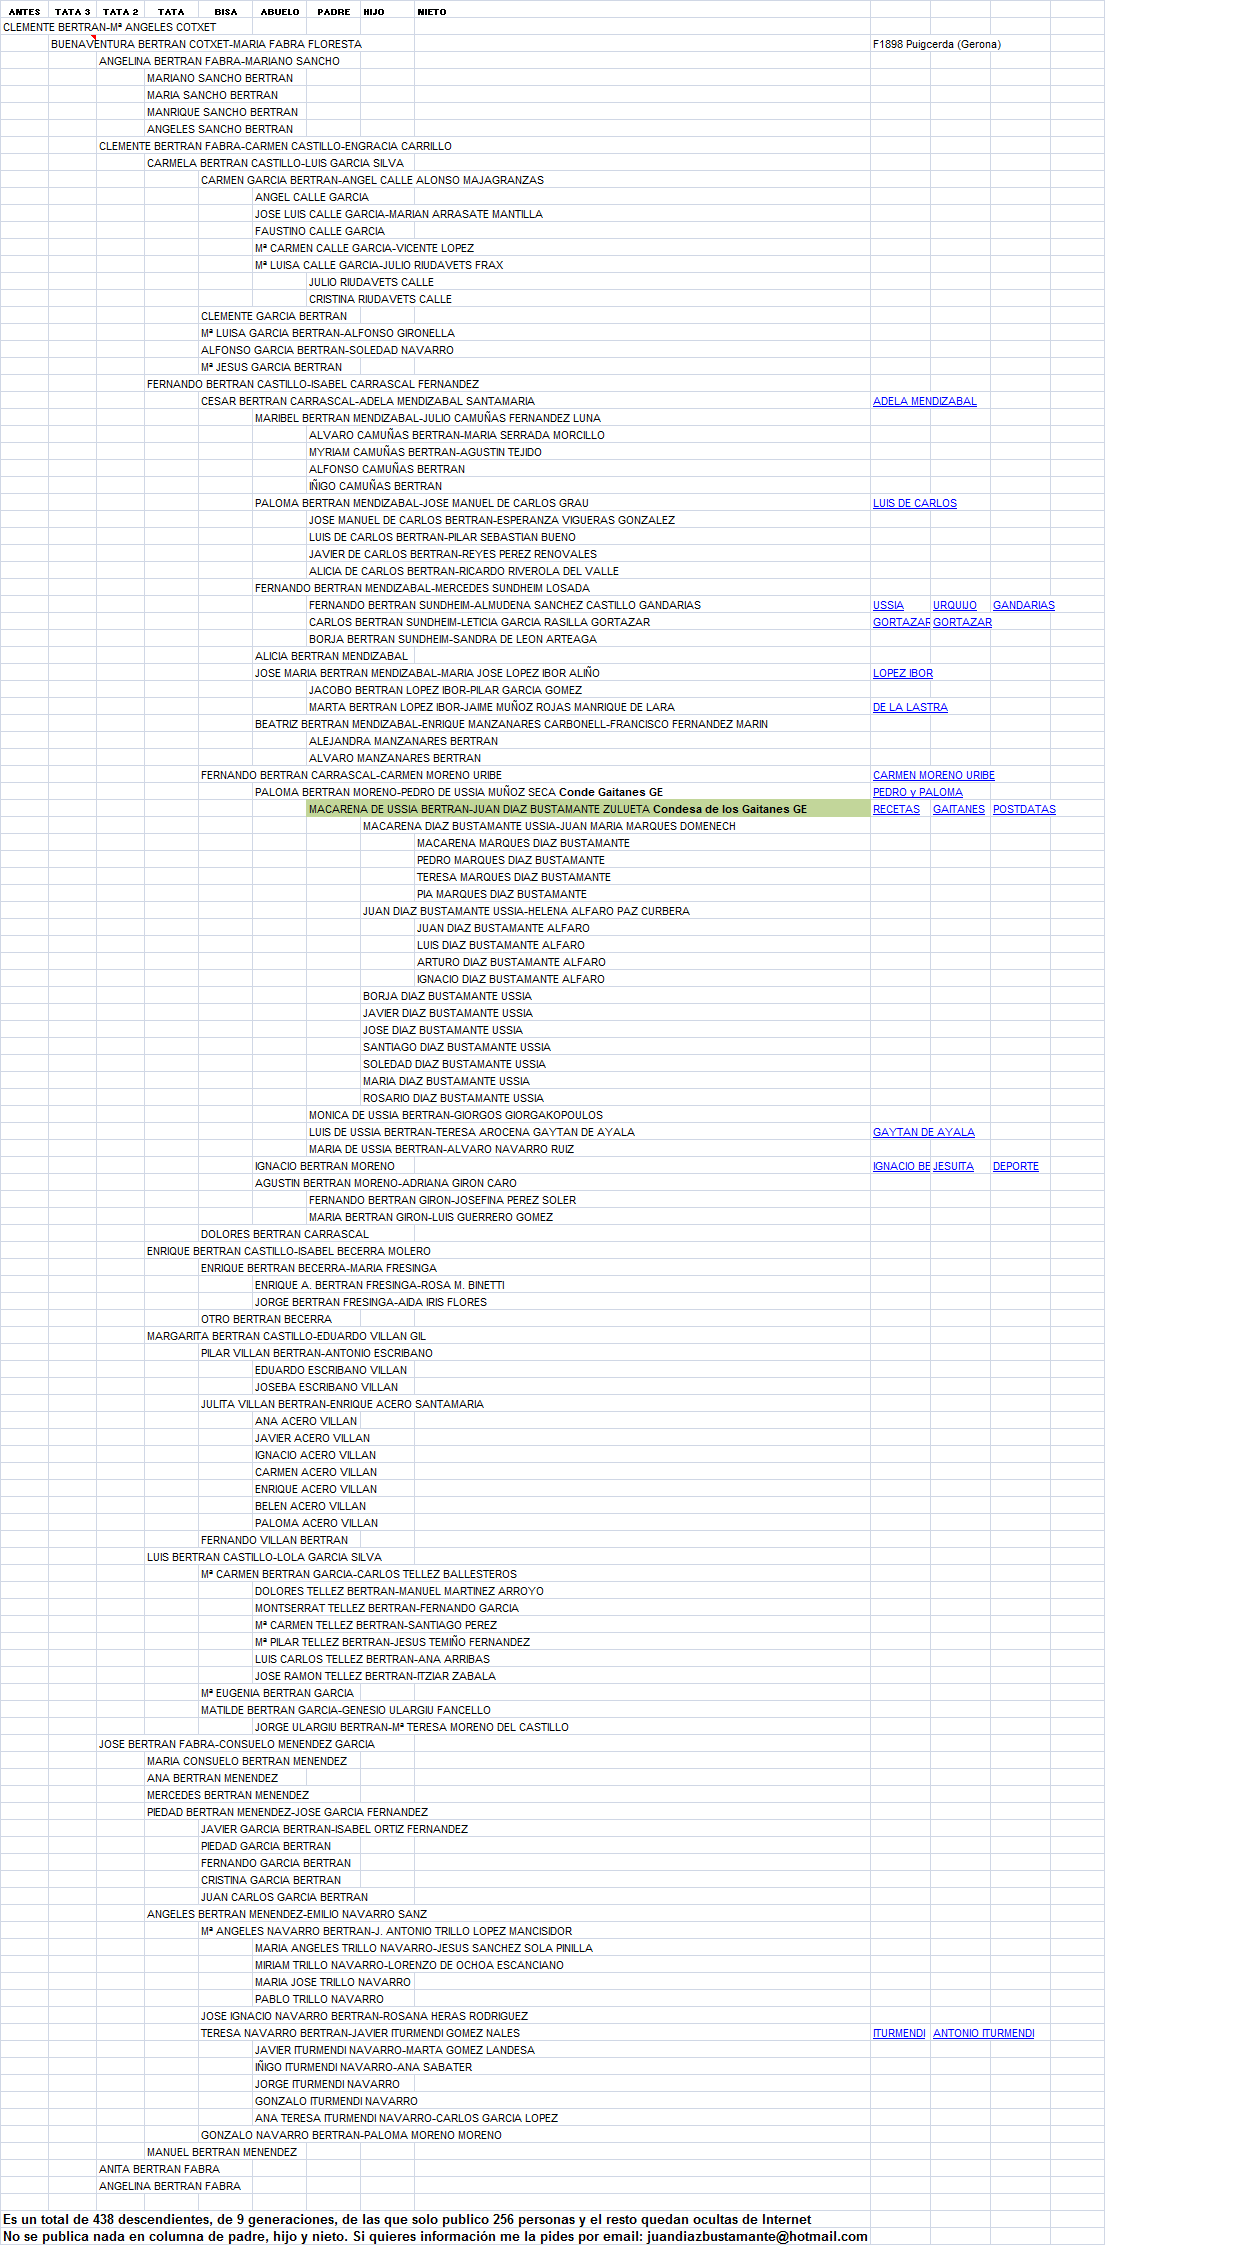 ANTES TATA 3 TATA 2 TATA BISA ABUELO PADRE HIJO NIETO
CLEMENTE BERTRAN-Mª ANGELES COTXET
BUENAVENTURA BERTRAN COTXET-MARIA FABRA FLORESTA F1898 Puigcerda (Gerona)
ANGELINA BERTRAN FABRA-MARIANO SANCHO
MARIANO SANCHO BERTRAN
MARIA SANCHO BERTRAN
MANRIQUE SANCHO BERTRAN
ANGELES SANCHO BERTRAN
CLEMENTE BERTRAN FABRA-CARMEN CASTILLO-ENGRACIA CARRILLO
CARMELA BERTRAN CASTILLO-LUIS GARCIA SILVA
CARMEN GARCIA BERTRAN-ANGEL CALLE ALONSO MAJAGRANZAS
ANGEL CALLE GARCIA
JOSE LUIS CALLE GARCIA-MARIAN ARRASATE MANTILLA
FAUSTINO CALLE GARCIA
Mª CARMEN CALLE GARCIA-VICENTE LOPEZ
Mª LUISA CALLE GARCIA-JULIO RIUDAVETS FRAX
JULIO RIUDAVETS CALLE
CRISTINA RIUDAVETS CALLE
CLEMENTE GARCIA BERTRAN
Mª LUISA GARCIA BERTRAN-ALFONSO GIRONELLA
ALFONSO GARCIA BERTRAN-SOLEDAD NAVARRO
Mª JESUS GARCIA BERTRAN
FERNANDO BERTRAN CASTILLO-ISABEL CARRASCAL FERNANDEZ
CESAR BERTRAN CARRASCAL-ADELA MENDIZABAL SANTAMARIA ADELA MENDIZABAL
MARIBEL BERTRAN MENDIZABAL-JULIO CAMUÑAS FERNANDEZ LUNA
ALVARO CAMUÑAS BERTRAN-MARIA SERRADA MORCILLO
MYRIAM CAMUÑAS BERTRAN-AGUSTIN TEJIDO
ALFONSO CAMUÑAS BERTRAN
IÑIGO CAMUÑAS BERTRAN
PALOMA BERTRAN MENDIZABAL-JOSE MANUEL DE CARLOS GRAU LUIS DE CARLOS
JOSE MANUEL DE CARLOS BERTRAN-ESPERANZA VIGUERAS GONZALEZ
LUIS DE CARLOS BERTRAN-PILAR SEBASTIAN BUENO
JAVIER DE CARLOS BERTRAN-REYES PEREZ RENOVALES
ALICIA DE CARLOS BERTRAN-RICARDO RIVEROLA DEL VALLE
FERNANDO BERTRAN MENDIZABAL-MERCEDES SUNDHEIM LOSADA
FERNANDO BERTRAN SUNDHEIM-ALMUDENA SANCHEZ CASTILLO GANDARIAS USSIA URQUIJO GANDARIAS
CARLOS BERTRAN SUNDHEIM-LETICIA GARCIA RASILLA GORTAZAR GORTAZAR GORTAZAR
BORJA BERTRAN SUNDHEIM-SANDRA DE LEON ARTEAGA
ALICIA BERTRAN MENDIZABAL
JOSE MARIA BERTRAN MENDIZABAL-MARIA JOSE LOPEZ IBOR ALIÑO LOPEZ IBOR
JACOBO BERTRAN LOPEZ IBOR-PILAR GARCIA GOMEZ
MARTA BERTRAN LOPEZ IBOR-JAIME MUÑOZ ROJAS MANRIQUE DE LARA DE LA LASTRA
BEATRIZ BERTRAN MENDIZABAL-ENRIQUE MANZANARES CARBONELL-FRANCISCO FERNANDEZ MARIN
ALEJANDRA MANZANARES BERTRAN
ALVARO MANZANARES BERTRAN
FERNANDO BERTRAN CARRASCAL-CARMEN MORENO URIBE CARMEN MORENO URIBE
PALOMA BERTRAN MORENO-PEDRO DE USSIA MUÑOZ SECA Conde Gaitanes GE PEDRO y PALOMA
MACARENA DE USSIA BERTRAN-JUAN DIAZ BUSTAMANTE ZULUETA Condesa de los Gaitanes GE RECETAS GAITANES POSTDATAS
MACARENA DIAZ BUSTAMANTE USSIA-JUAN MARIA MARQUES DOMENECH
MACARENA MARQUES DIAZ BUSTAMANTE
PEDRO MARQUES DIAZ BUSTAMANTE
TERESA MARQUES DIAZ BUSTAMANTE
PIA MARQUES DIAZ BUSTAMANTE
JUAN DIAZ BUSTAMANTE USSIA-HELENA ALFARO PAZ CURBERA
JUAN DIAZ BUSTAMANTE ALFARO
LUIS DIAZ BUSTAMANTE ALFARO
ARTURO DIAZ BUSTAMANTE ALFARO
IGNACIO DIAZ BUSTAMANTE ALFARO
BORJA DIAZ BUSTAMANTE USSIA
JAVIER DIAZ BUSTAMANTE USSIA
JOSE DIAZ BUSTAMANTE USSIA
SANTIAGO DIAZ BUSTAMANTE USSIA
SOLEDAD DIAZ BUSTAMANTE USSIA
MARIA DIAZ BUSTAMANTE USSIA
ROSARIO DIAZ BUSTAMANTE USSIA
MONICA DE USSIA BERTRAN-GIORGOS GIORGAKOPOULOS
LUIS DE USSIA BERTRAN-TERESA AROCENA GAYTAN DE AYALA GAYTAN DE AYALA
MARIA DE USSIA BERTRAN-ALVARO NAVARRO RUIZ
IGNACIO BERTRAN MORENO IGNACIO BE JESUITA DEPORTE
AGUSTIN BERTRAN MORENO-ADRIANA GIRON CARO
FERNANDO BERTRAN GIRON-JOSEFINA PEREZ SOLER
MARIA BERTRAN GIRON-LUIS GUERRERO GOMEZ
DOLORES BERTRAN CARRASCAL
ENRIQUE BERTRAN CASTILLO-ISABEL BECERRA MOLERO
ENRIQUE BERTRAN BECERRA-MARIA FRESINGA
ENRIQUE A. BERTRAN FRESINGA-ROSA M. BINETTI
JORGE BERTRAN FRESINGA-AIDA IRIS FLORES
OTRO BERTRAN BECERRA
MARGARITA BERTRAN CASTILLO-EDUARDO VILLAN GIL
PILAR VILLAN BERTRAN-ANTONIO ESCRIBANO
EDUARDO ESCRIBANO VILLAN
JOSEBA ESCRIBANO VILLAN
JULITA VILLAN BERTRAN-ENRIQUE ACERO SANTAMARIA
ANA ACERO VILLAN
JAVIER ACERO VILLAN
IGNACIO ACERO VILLAN
CARMEN ACERO VILLAN
ENRIQUE ACERO VILLAN
BELEN ACERO VILLAN
PALOMA ACERO VILLAN
FERNANDO VILLAN BERTRAN
LUIS BERTRAN CASTILLO-LOLA GARCIA SILVA
Mª CARMEN BERTRAN GARCIA-CARLOS TELLEZ BALLESTEROS
DOLORES TELLEZ BERTRAN-MANUEL MARTINEZ ARROYO
MONTSERRAT TELLEZ BERTRAN-FERNANDO GARCIA
Mª CARMEN TELLEZ BERTRAN-SANTIAGO PEREZ
Mª PILAR TELLEZ BERTRAN-JESUS TEMIÑO FERNANDEZ
LUIS CARLOS TELLEZ BERTRAN-ANA ARRIBAS
JOSE RAMON TELLEZ BERTRAN-ITZIAR ZABALA
Mª EUGENIA BERTRAN GARCIA
MATILDE BERTRAN GARCIA-GENESIO ULARGIU FANCELLO
JORGE ULARGIU BERTRAN-Mª TERESA MORENO DEL CASTILLO
JOSE BERTRAN FABRA-CONSUELO MENENDEZ GARCIA
MARIA CONSUELO BERTRAN MENENDEZ
ANA BERTRAN MENENDEZ
MERCEDES BERTRAN MENENDEZ
PIEDAD BERTRAN MENENDEZ-JOSE GARCIA FERNANDEZ
JAVIER GARCIA BERTRAN-ISABEL ORTIZ FERNANDEZ
PIEDAD GARCIA BERTRAN
FERNANDO GARCIA BERTRAN
CRISTINA GARCIA BERTRAN
JUAN CARLOS GARCIA BERTRAN
ANGELES BERTRAN MENENDEZ-EMILIO NAVARRO SANZ
Mª ANGELES NAVARRO BERTRAN-J. ANTONIO TRILLO LOPEZ MANCISIDOR
MARIA ANGELES TRILLO NAVARRO-JESUS SANCHEZ SOLA PINILLA
MIRIAM TRILLO NAVARRO-LORENZO DE OCHOA ESCANCIANO
MARIA JOSE TRILLO NAVARRO
PABLO TRILLO NAVARRO
JOSE IGNACIO NAVARRO BERTRAN-ROSANA HERAS RODRIGUEZ
TERESA NAVARRO BERTRAN-JAVIER ITURMENDI GOMEZ NALES ITURMENDI ANTONIO ITURMENDI
JAVIER ITURMENDI NAVARRO-MARTA GOMEZ LANDESA
IÑIGO ITURMENDI NAVARRO-ANA SABATER
JORGE ITURMENDI NAVARRO
GONZALO ITURMENDI NAVARRO
ANA TERESA ITURMENDI NAVARRO-CARLOS GARCIA LOPEZ
GONZALO NAVARRO BERTRAN-PALOMA MORENO MORENO
MANUEL BERTRAN MENENDEZ
ANITA BERTRAN FABRA
ANGELINA BERTRAN FABRA
Es un total de 438 descendientes, de 9 generaciones, de las que solo publico 256 personas y el resto quedan ocultas de Internet
No se publica nada en columna de padre, hijo y nieto. Si quieres información me la pides por email: juandiazbustamante@hotmail.com